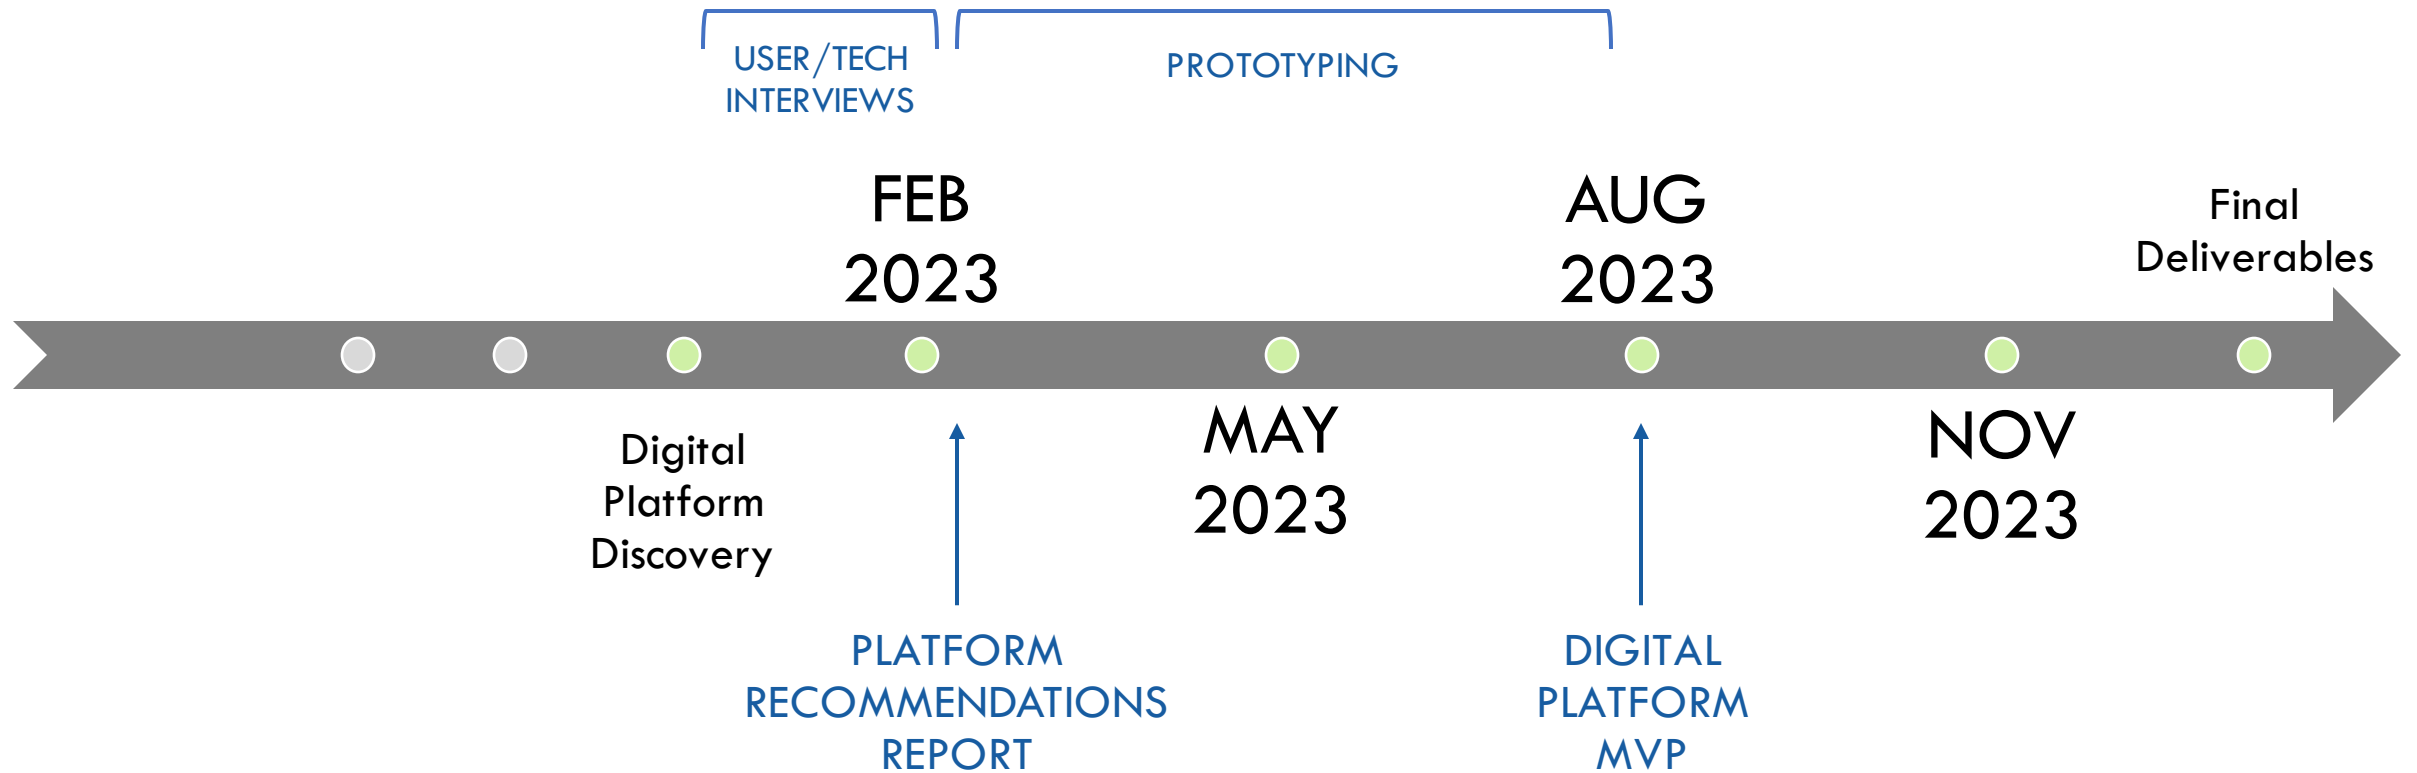 USER/TECH
INTERVIEWS
PROTOTYPING
FEB
2023
AUG
2023
Final
Deliverables
Digital
Platform
Discovery
MAY
2023
NOV
2023
PLATFORM
RECOMMENDATIONS
REPORT
DIGITAL
PLATFORM
MVP